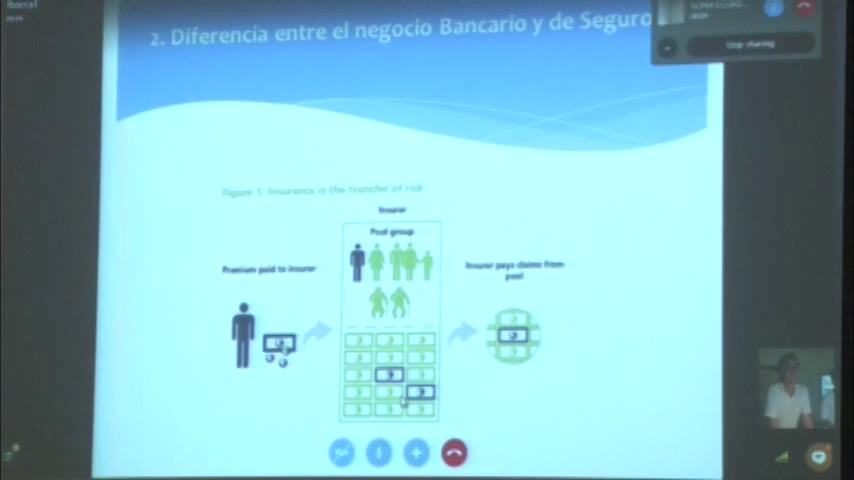 2. Diferencia entre el negocio Bancario y de Seguro
Stop sharing
Figure 1: Insurance is the transfer of risk
Insurer
Pool group
Premium paid to insurer
Insurer pays claims from
pool